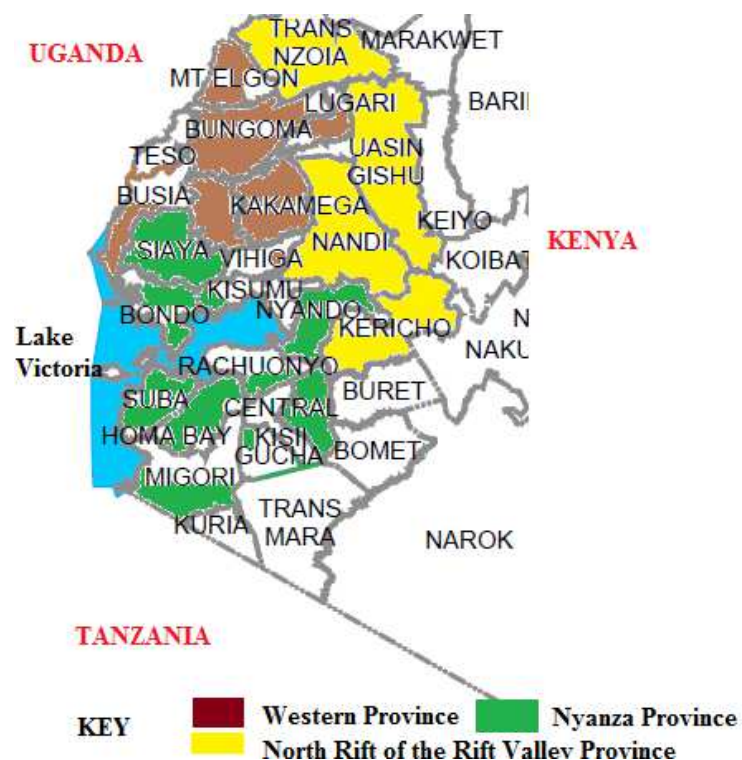 TRANS
NZOIA
MARAKWET
UGANDA
MT ELGON
LUGARI
BARI
BUNGOMA
UASIN
GISHU
TESO
BUSIA
KAKAMEGA
KEIYO
SIAYA
NANDI
KENYA
VIHIGA
KOIBAT
KISUMU
NYANDO
BONDO
KERICHO
N
Lake
Victoria
NAKU
RACHUONYO
SUBA
BURET
CENTRAL
HOMA BAY
KISII
GUCHA
BOMET
MIGORI
KURIA
TRANS
MARA
NAROK
TANZANIA
KEY
Western Province
Nyanza Province
North Rift of the Rift Valley Province